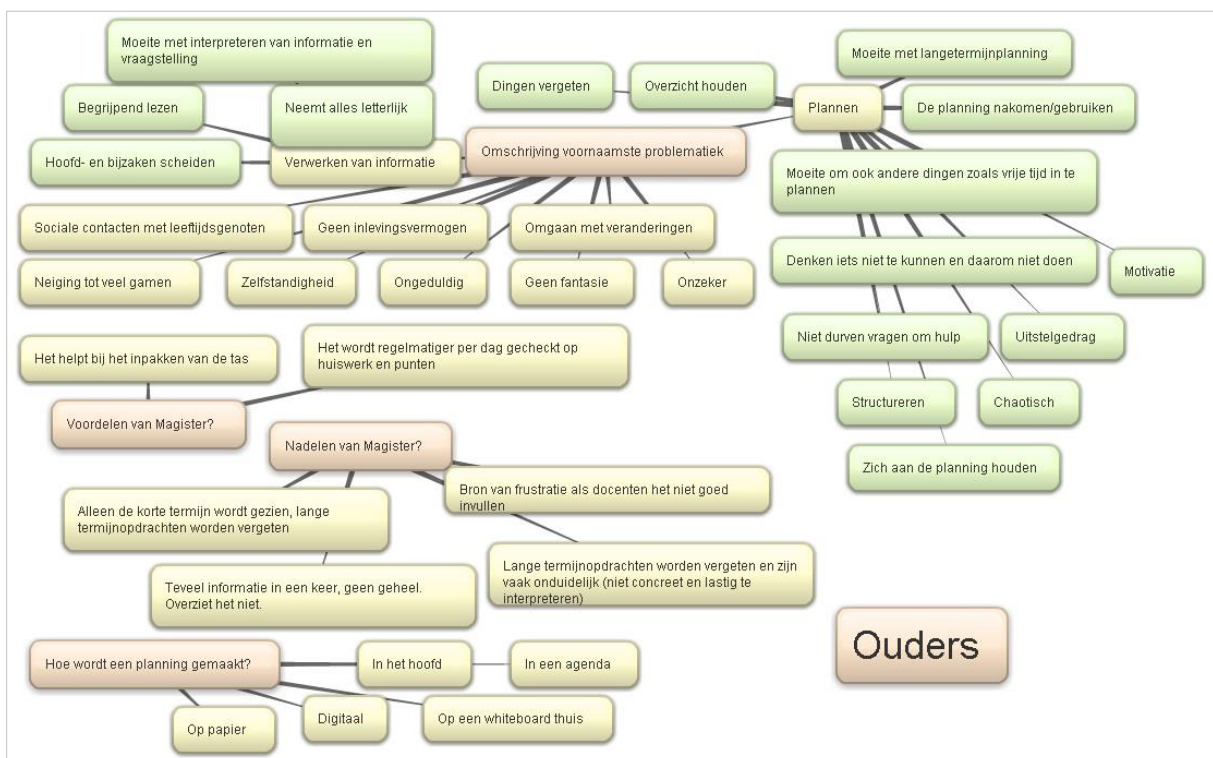 Moeite met interpreteren van informatie en
vraagstelling
Begrijpend lezen
Neemt alles letterlijk
Hoofd- en bijzaken scheiden
Verwerken van informatie
Dingen vergeten
Overzicht houden
Omschrijving voornaamste problematiek
Plannen
Moeite met langetermijnplanning
De planning nakomen/gebruiken
Moeite om ook andere dingen zoals vrije tijd in te
plannen
Sociale contacten met leeftijdsgenoten
Geen inlevingsvermogen
Omgaan met veranderingen
Neiging tot veel gamen
Zelfstandigheid
Ongeduldig
Geen fantasie
Onzeker
Denken iets niet te kunnen en daarom niet doen
Motivatie
Niet durven vragen om hulp
Uitstelgedrag
Structureren
Chaotisch
Zich aan de planning houden
Het helpt bij het inpakken van de tas
Het wordt regelmatiger per dag gecheckt op
huiswerk en punten
Voordelen van Magister?
Nadelen van Magister?
Bron van frustratie als docenten het niet goed
invullen
Alleen de korte termijn wordt gezien, lange
termijnopdrachten worden vergeten
Lange termijnopdrachten worden vergeten en zijn
vaak onduidelijk (niet concreet en lastig te
interpreteren)
Teveel informatie in een keer, geen geheel.
Overziet het niet.
Ouders
Hoe wordt een planning gemaakt?
In het hoofd
In een agenda
Op papier
Digitaal
Op een whiteboard thuis